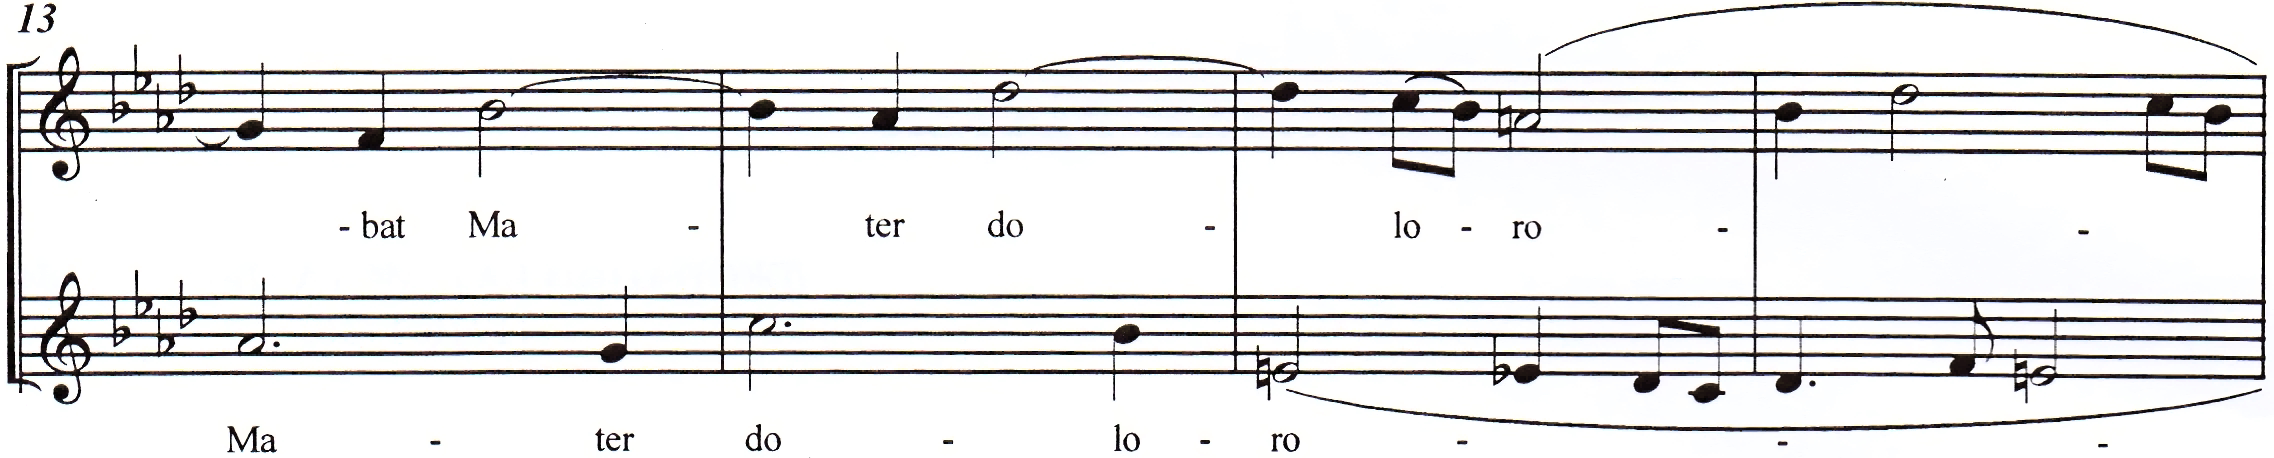 13
- bat Ma - ter do - lo - ro - -
Ma - ter do - lo - ro - - -